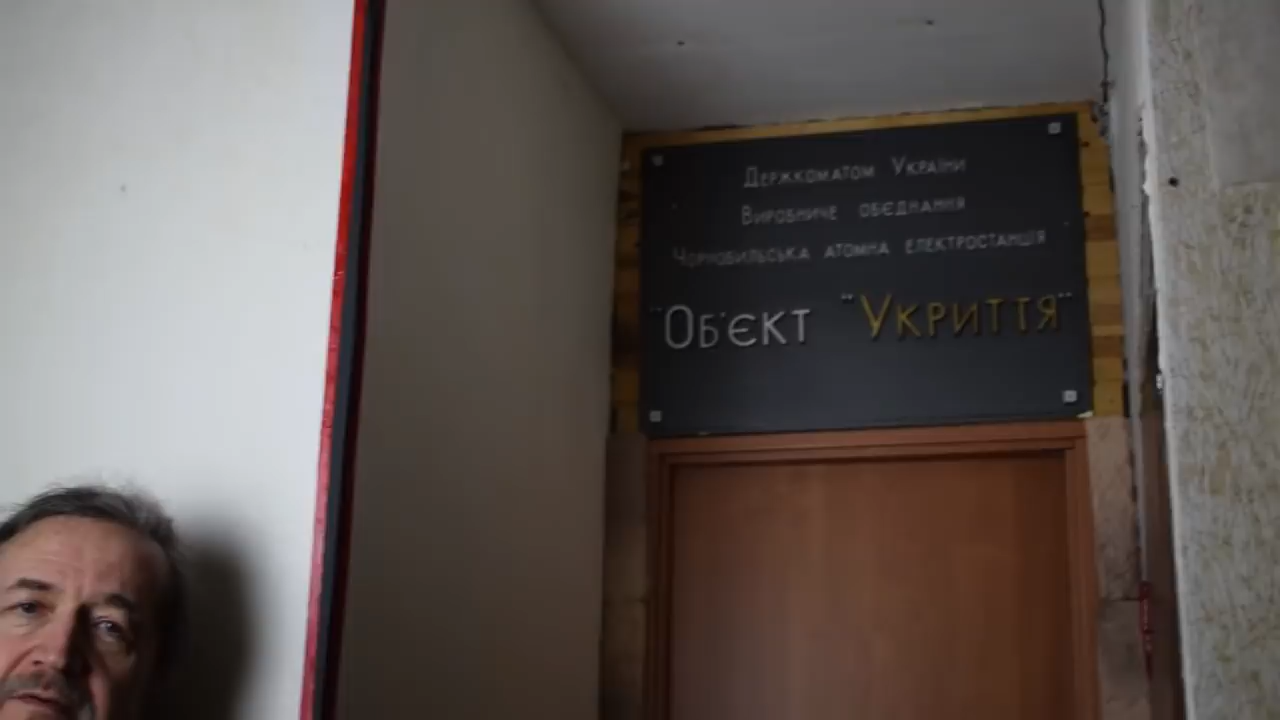 Держкоматом України
Виробниче обєднання
Чорнобильська атомна електростанція
"Об'єкт "Укриття"